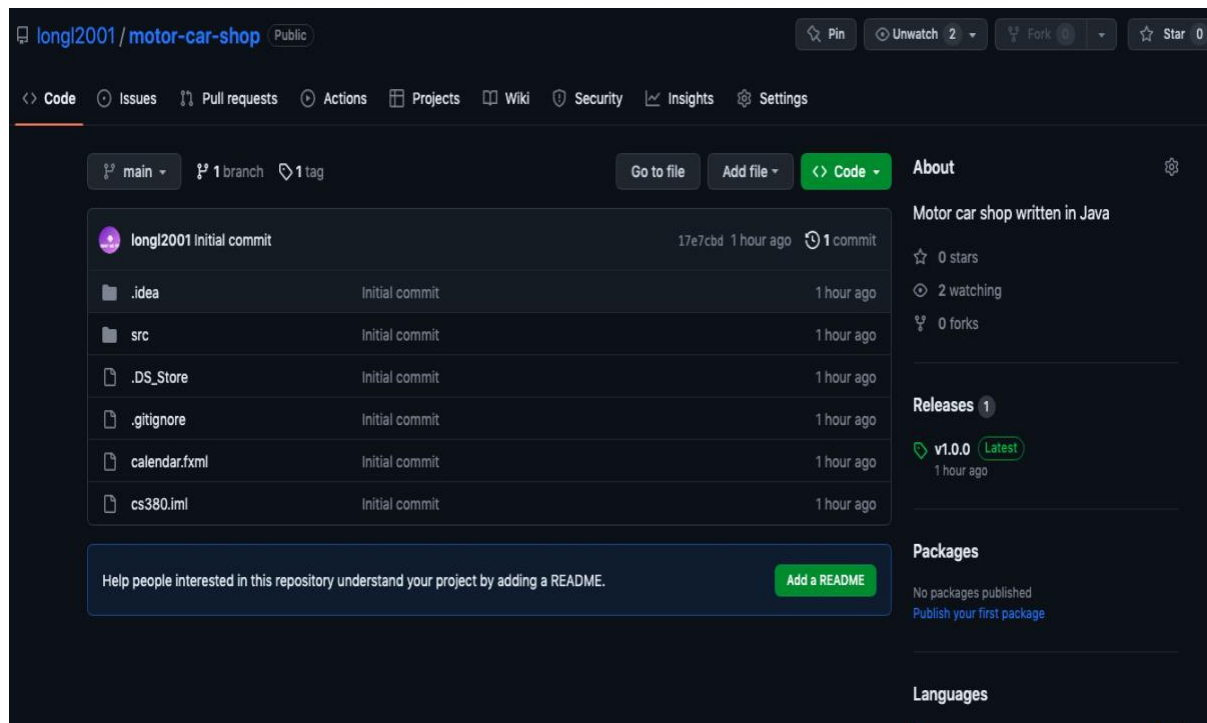 longl2001 / motor-car-shop Public Pin Unwatch 2 Fork 0 Star 0
Code Issues Pull requests Actions Projects Wiki Security Insights Settings
main 1 branch 1 tag Go to file Add file Code
longl2001 Initial commit 17e7cbd 1 hour ago 1 commit
.idea Initial commit 1 hour ago
src Initial commit 1 hour ago
.DS_Store Initial commit 1 hour ago
.gitignore Initial commit 1 hour ago
calendar.fxml Initial commit 1 hour ago
cs380.iml Initial commit 1 hour ago
Help people interested in this repository understand your project by adding a README. Add a README
About
Motor car shop written in Java
0 stars
2 watching
0 forks
Releases 1
v1.0.0 Latest
1 hour ago
Packages
No packages published
Publish your first package
Languages